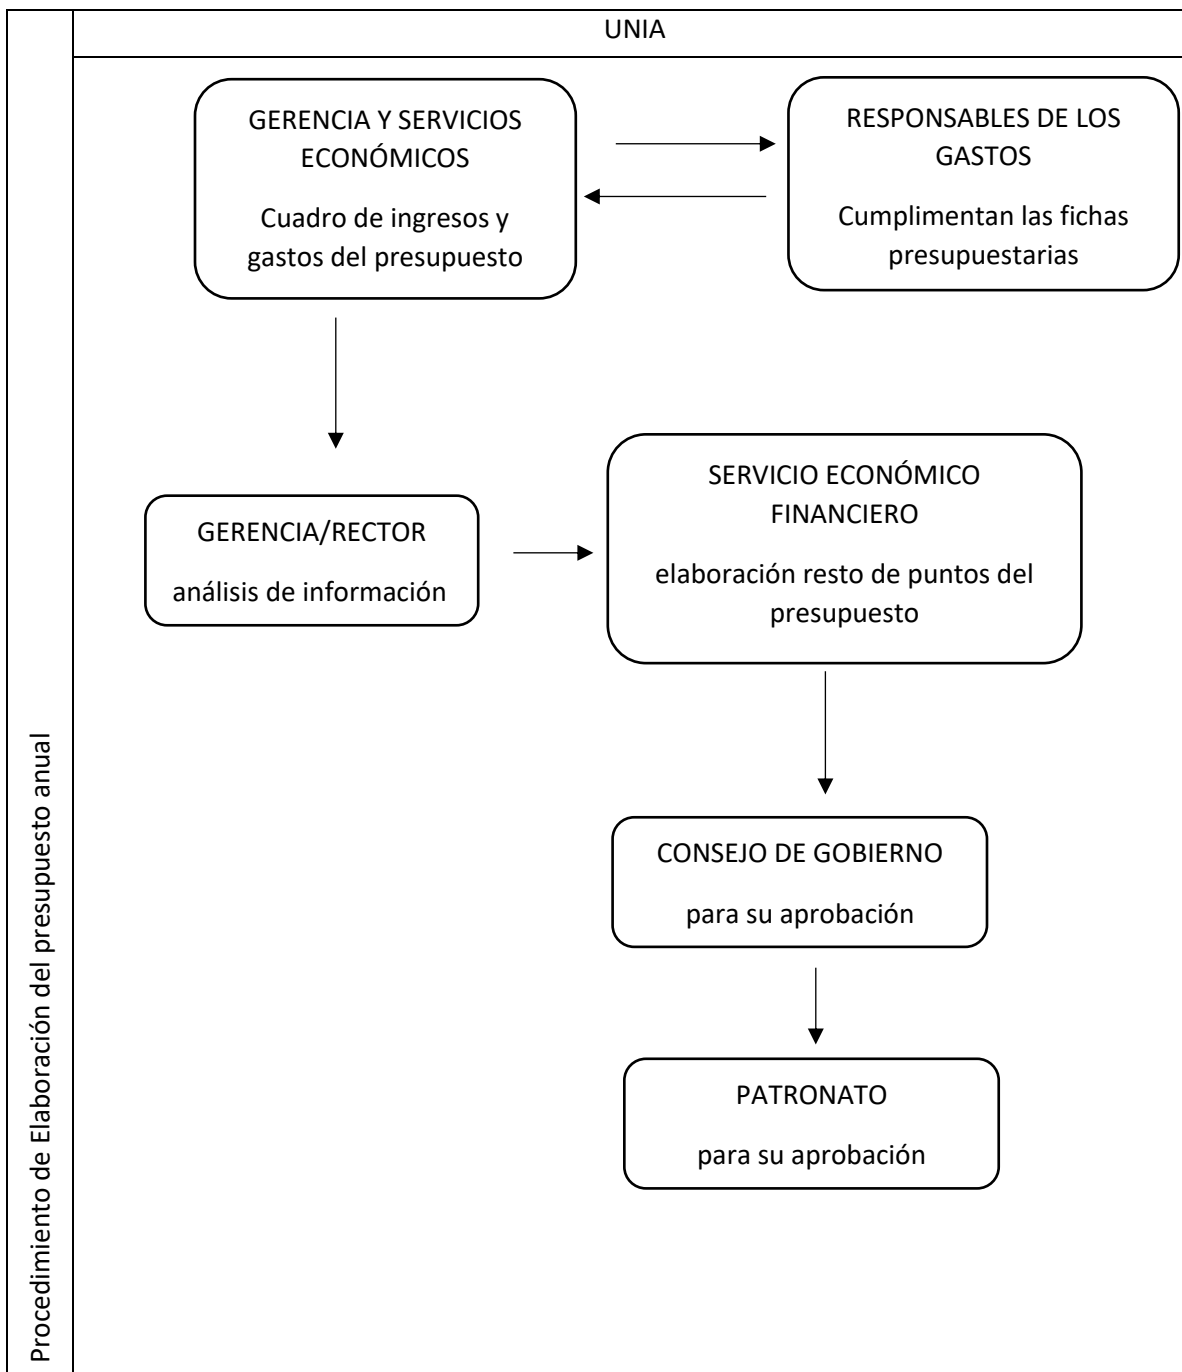 UNIA
GERENCIA Y SERVICIOS
ECONÓMICOS
Cuadro de ingresos y
gastos del presupuesto
RESPONSABLES DE LOS
GASTOS
Cumplimentan las fichas
presupuestarias
GERENCIA/RECTOR
análisis de información
SERVICIO ECONÓMICO
FINANCIERO
elaboración resto de puntos del
presupuesto
CONSEJO DE GOBIERNO
para su aprobación
PATRONATO
para su aprobación
Procedimiento de Elaboración del presupuesto anual